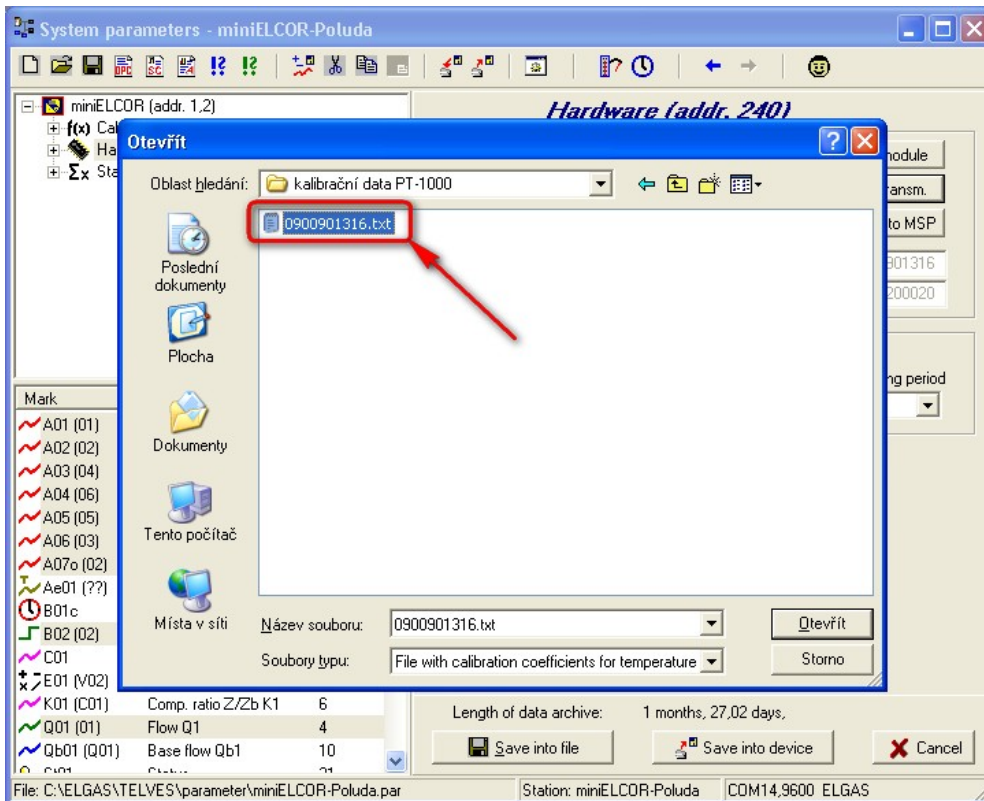 System parameters - miniELCOR-Poluda
miniELCOR (addr. 1,2)
f(x) Cal
Ha
Σx Sta
Hardware (addr. 240)
Otevřít
Oblast hledání: kalibrační data PT-1000
0900901316.txt
Poslední
dokumenty
Plocha
Dokumenty
Tento počítač
Místa v síti
Název souboru: 0900901316.txt
Otevřít
Soubory typu: File with calibration coefficients for temperature
Storno
nodule
ansm.
to MSP
901316
200020
ng period
Mark
A01 (01)
A02 (02)
A03 (04)
A04 (06)
A05 (05)
A06 (03)
A07o (02)
Ae01 (??)
B01c
B02 (02)
C01
E01 (V02)
K01 (C01) Comp. ratio Z/Zb K1 6
Q01 (01) Flow Q1 4
Qb01 (Q01) Base flow Qb1 10
Length of data archive: 1 months, 27,02 days,
Save into file
Save into device
Cancel
File: C:\ELGAS\TELVES\parameter\miniELCOR-Poluda.par
Station: miniELCOR-Poluda
COM14,9600 ELGAS